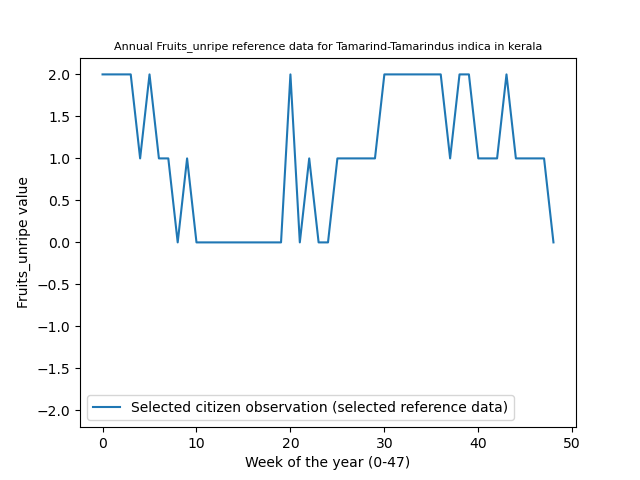 Annual Fruits_unripe reference data for Tamarind-Tamarindus indica in kerala
2.0
1.5
1.0
0.5
0.0
−0.5
−1.0
−1.5
−2.0
Fruits_unripe value
Selected citizen observation (selected reference data)
0 10 20 30 40 50
Week of the year (0-47)